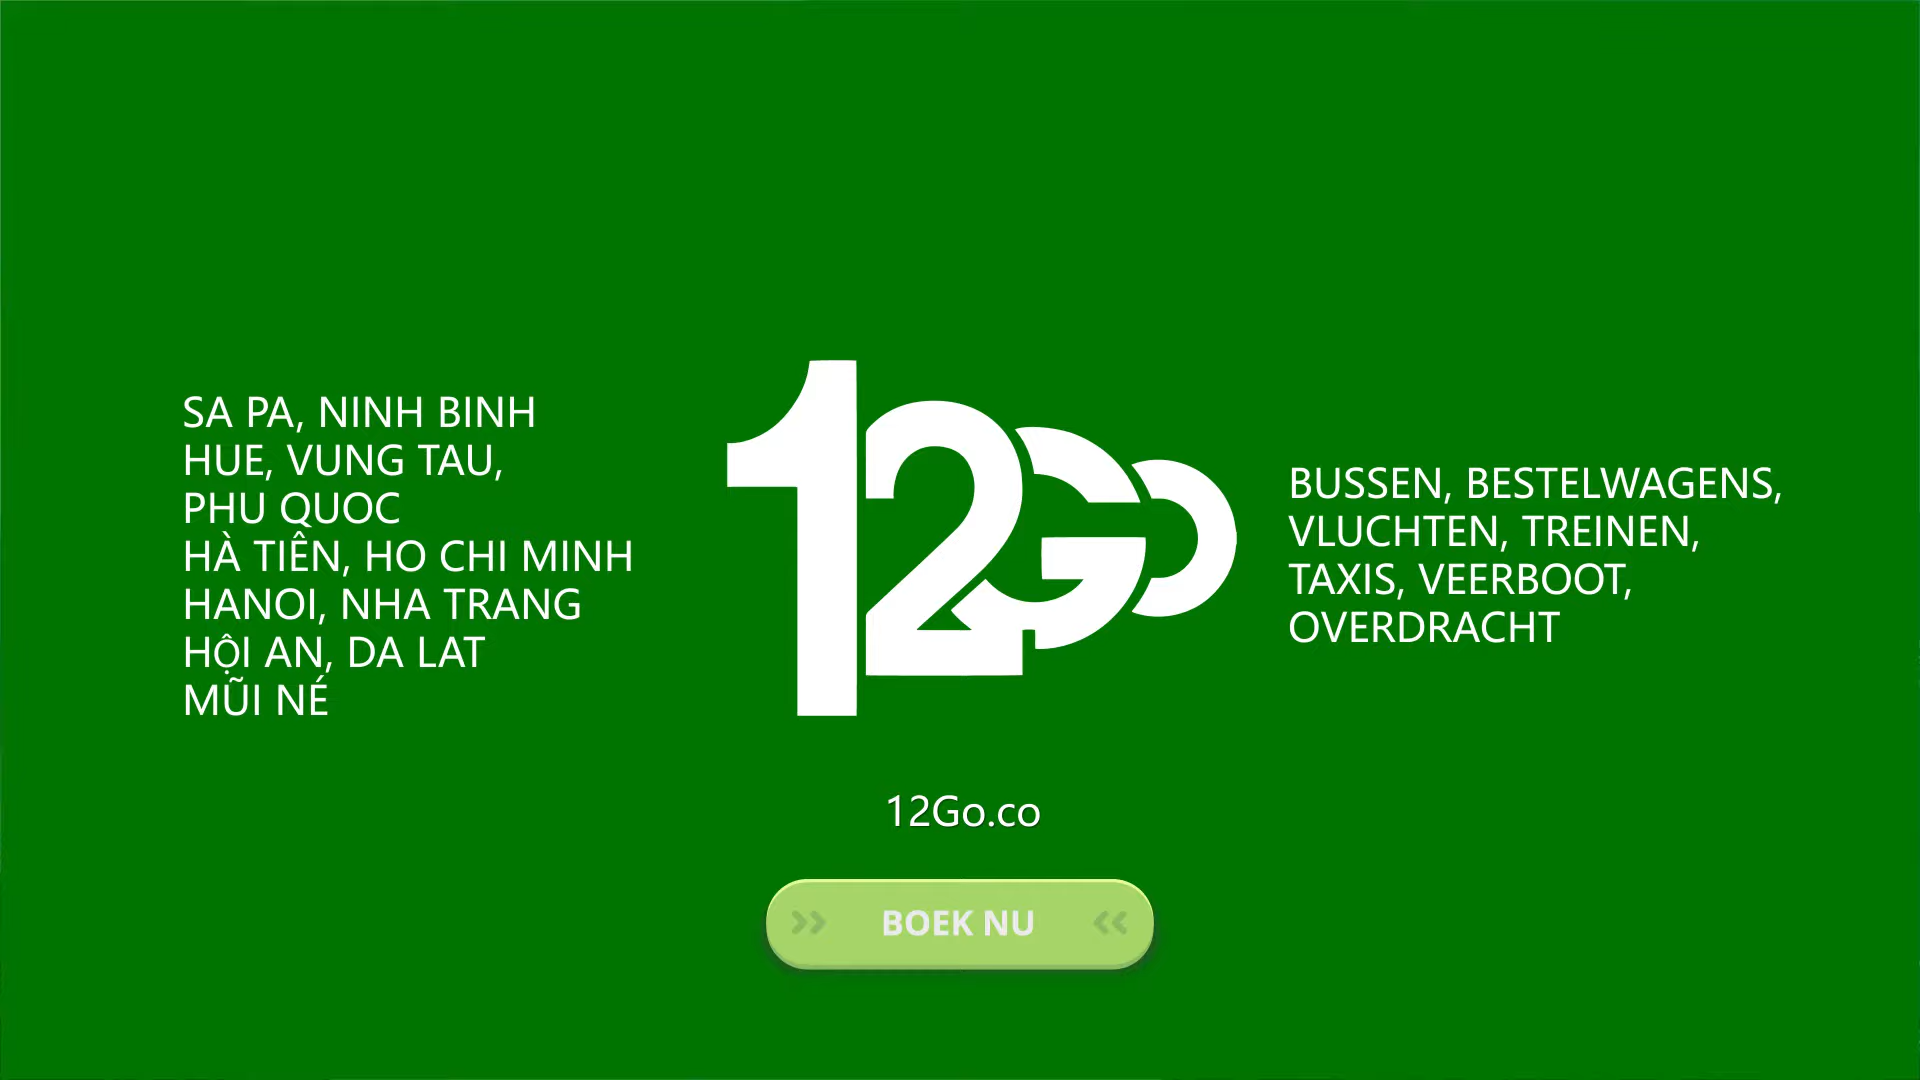 SA PA, NINH BINH
HUE, VUNG TAU,
PHU QUOC
HÀ TIÊN, HO CHI MINH
HANOI, NHA TRANG
HỘI AN, DA LAT
MŨI NÉ
12Go
BUSSEN, BESTELWAGENS,
VLUCHTEN, TREINEN,
TAXIS, VEERBOOT,
OVERDRACHT
12Go.co
BOEK NU